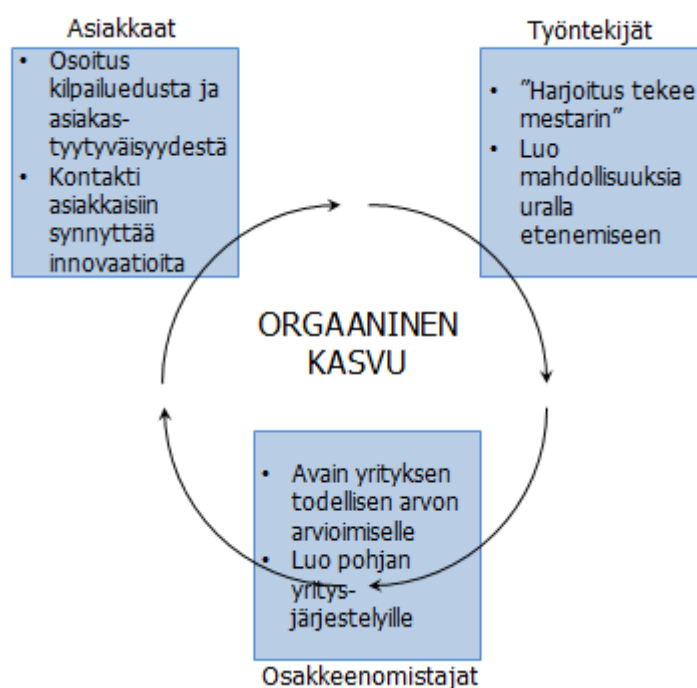 Asiakkaat
• Osoitus
kilpailuedusta ja
asiakas-
tyytyväisyydestä
• Kontakti
asiakkaisiin
synnyttää
innovaatioita
Työntekijät
• ”Harjoitus tekee
mestarin”
• Luo
mahdollisuuksia
uralla
etenemiseen
ORGAANINEN
KASVU
• Avain yrityksen
todellisen arvon
arvioimiselle
• Luo pohjan
yritys-
järjestelyille
Osakkeenomistajat